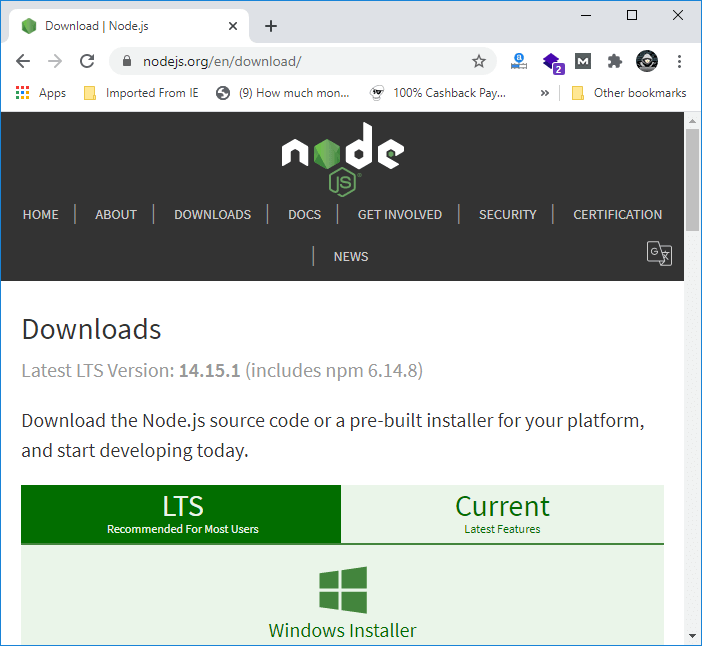 Download | Node.js
nodejs.org/en/download/
2
M
Apps
Imported From IE
(9) How much mon...
100% Cashback Pay...
»
Other bookmarks
node
JS
HOME | ABOUT | DOWNLOADS | DOCS | GET INVOLVED | SECURITY | CERTIFICATION
| NEWS
G
Downloads
Latest LTS Version: 14.15.1 (includes npm 6.14.8)
Download the Node.js source code or a pre-built installer for your platform,
and start developing today.
LTS
Recommended For Most Users
Current
Latest Features
Windows Installer